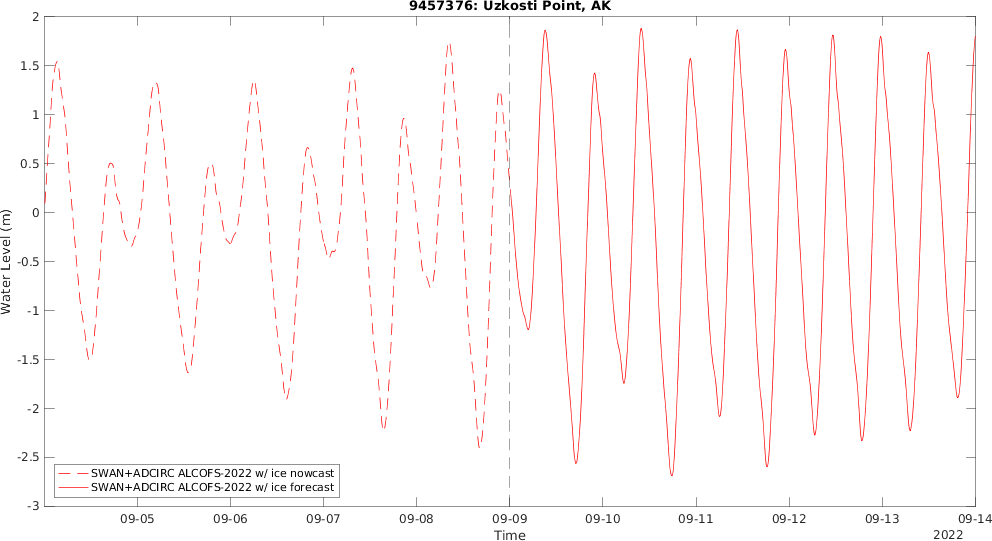 9457376: Uzkosti Point, AK
2
1.5
1
0.5
0
-0.5
-1
-1.5
-2
-2.5
-3
Water Level (m)
SWAN+ADCIRC ALCOFS-2022 w/ ice nowcast
SWAN+ADCIRC ALCOFS-2022 w/ ice forecast
09-05 09-06 09-07 09-08 09-09 09-10 09-11 09-12 09-13 09-14
Time
2022